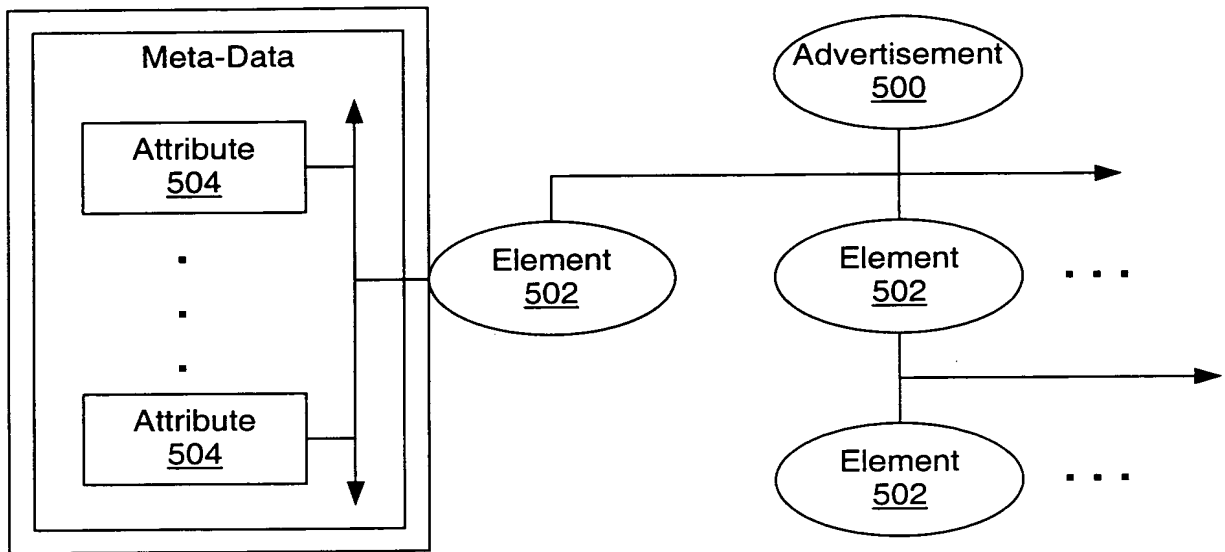 Meta-Data
Attribute
504
Attribute
504
Advertisement
500
Element
502
Element
502
Element
502